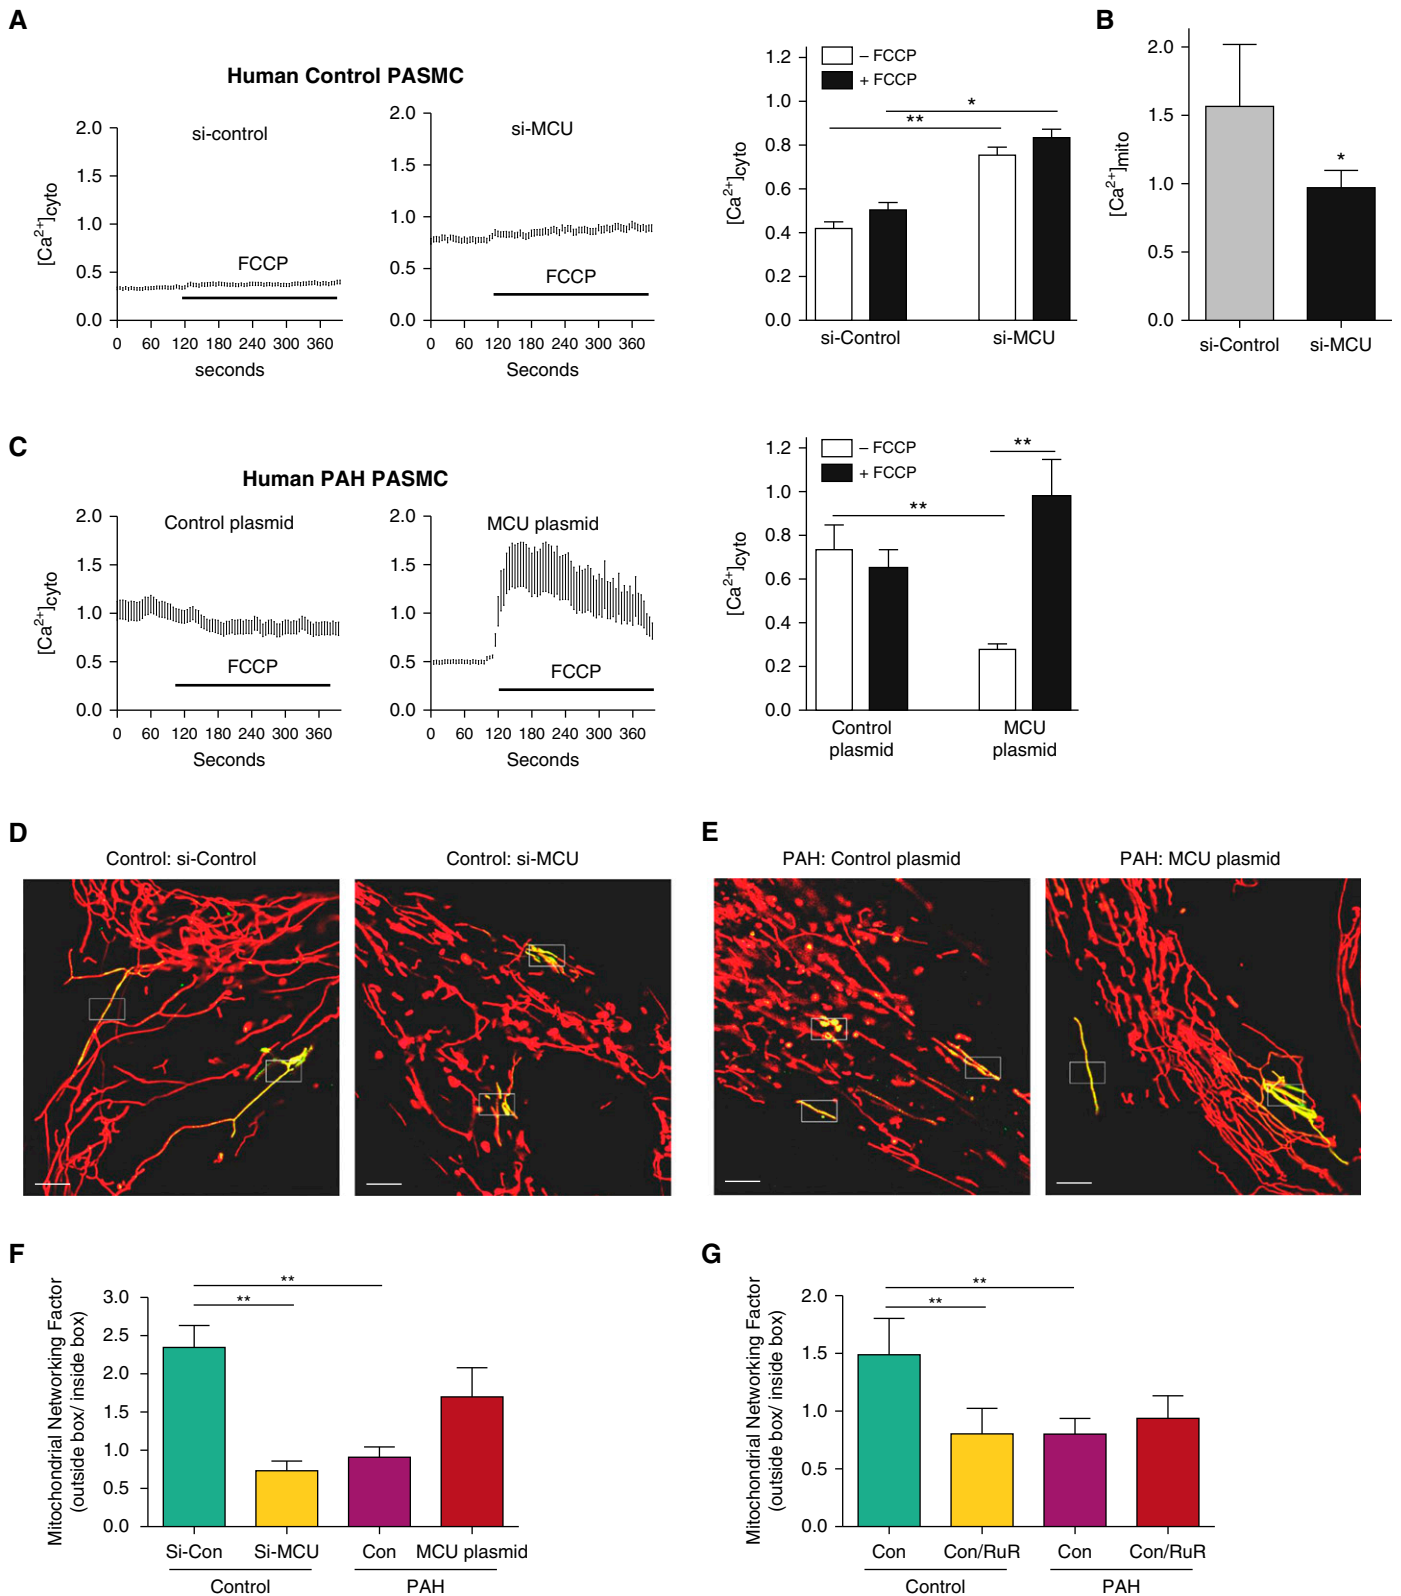 A
Human Control PASMC
si-control
[Ca2+]cyto
2.0
1.5
1.0
0.5
0.0
FCCP
0 60 120 180 240 300 360
seconds
si-MCU
2.0
1.5
1.0
0.5
0.0
FCCP
0 60 120 180 240 300 360
Seconds
– FCCP
+ FCCP
[Ca2+]cyto
1.2
1.0
0.8
0.6
0.4
0.2
0.0
*
**
si-Control si-MCU
B
[Ca2+]mito
2.0
1.5
1.0
0.5
0.0
*
si-Control si-MCU
C
Human PAH PASMC
Control plasmid
[Ca2+]cyto
2.0
1.5
1.0
0.5
0.0
FCCP
0 60 120 180 240 300 360
Seconds
MCU plasmid
2.0
1.5
1.0
0.5
0.0
FCCP
0 60 120 180 240 300 360
Seconds
– FCCP
+ FCCP
[Ca2+]cyto
1.2
1.0
0.8
0.6
0.4
0.2
0.0
**
**
Control MCU
plasmid plasmid
D
Control: si-Control Control: si-MCU
E
PAH: Control plasmid PAH: MCU plasmid
F
Mitochondrial Networking Factor
(outside box/ inside box)
3.0
2.5
2.0
1.5
1.0
0.5
0.0
**
**
Si-Con Si-MCU Con MCU plasmid
Control PAH
G
Mitochondrial Networking Factor
(outside box/ inside box)
2.0
1.5
1.0
0.5
0.0
**
**
Con Con/RuR Con Con/RuR
Control PAH